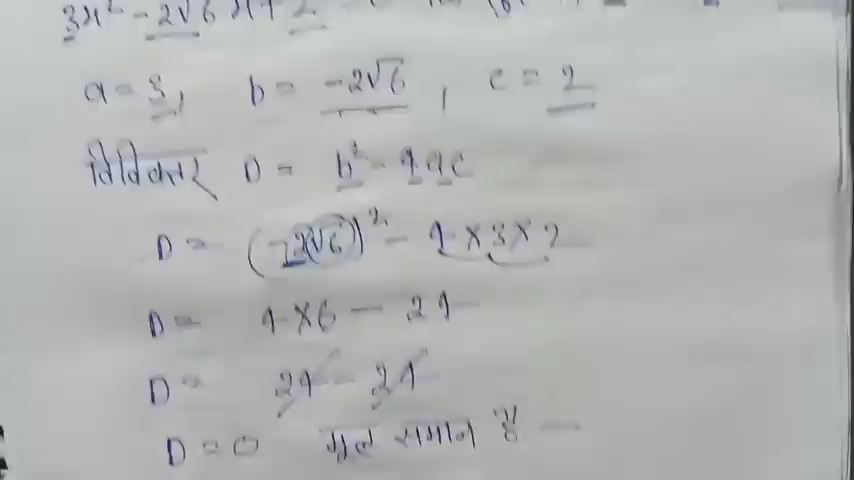 3x² - 2√6x + 2
a = 3, b = -2√6, c = 2
विविक्तकर D = b² - 4ac
D = (-2√6)² - 4×3×2
D = 4×6 - 24
D = 24 - 24
D = 0 मूल समान हैं -